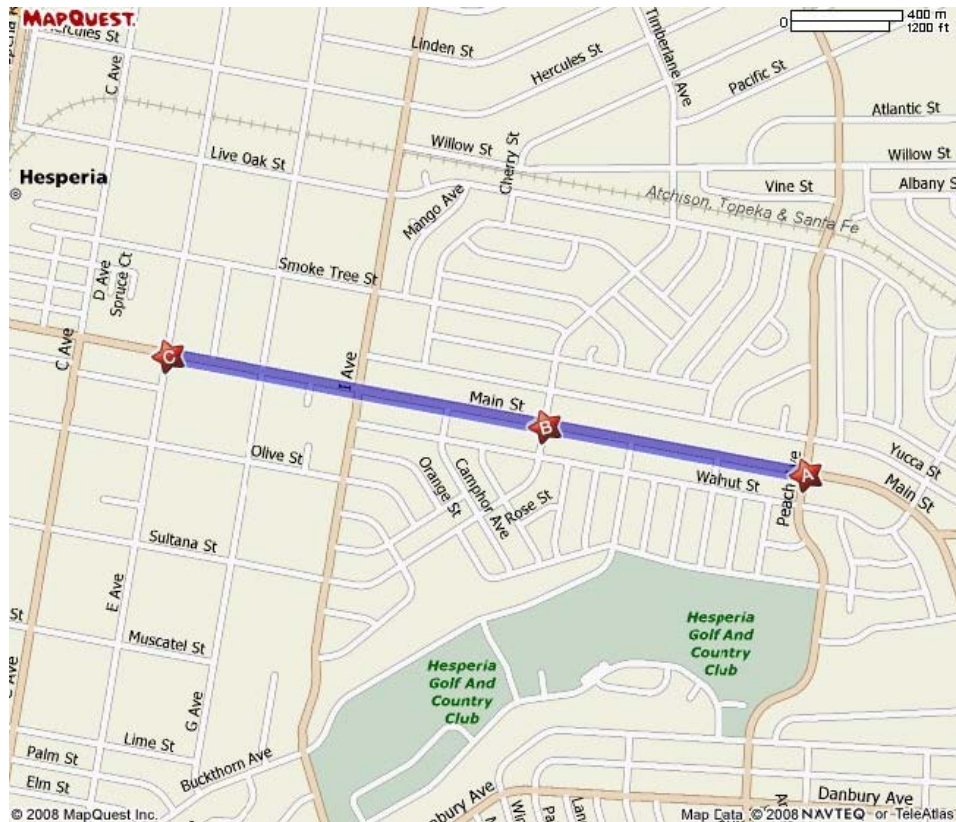 MAPQUEST.
Hercules St
C Ave
Linden St
Hercules St
Timberlane Ave
Pacific St
0
400 m
1200 ft
Atlantic St
Live Oak St
Willow St
Cherry St
Willow St
Hesperia
Mango Ave
Vine St
Albany S
Atchison, Topeka & Santa Fe
D Ave
Spruce Ct
Smoke Tree St
C Ave
C
I Ave
Main St
B
A
Peach Ave
Yucca St
Main St
Walnut St
Olive St
Orange St
Camphor Ave
Rose St
Sultana St
E Ave
St
Muscatel St
Hesperia
Golf And
Country
Club
Hesperia
Golf And
Country
Club
G Ave
Lime St
Palm St
Elm St
Buckthorn Ave
nbury Ave
Danbury Ave
© 2008 MapQuest Inc.
Map Data © 2008 NAVTEQ or TeleAtlas